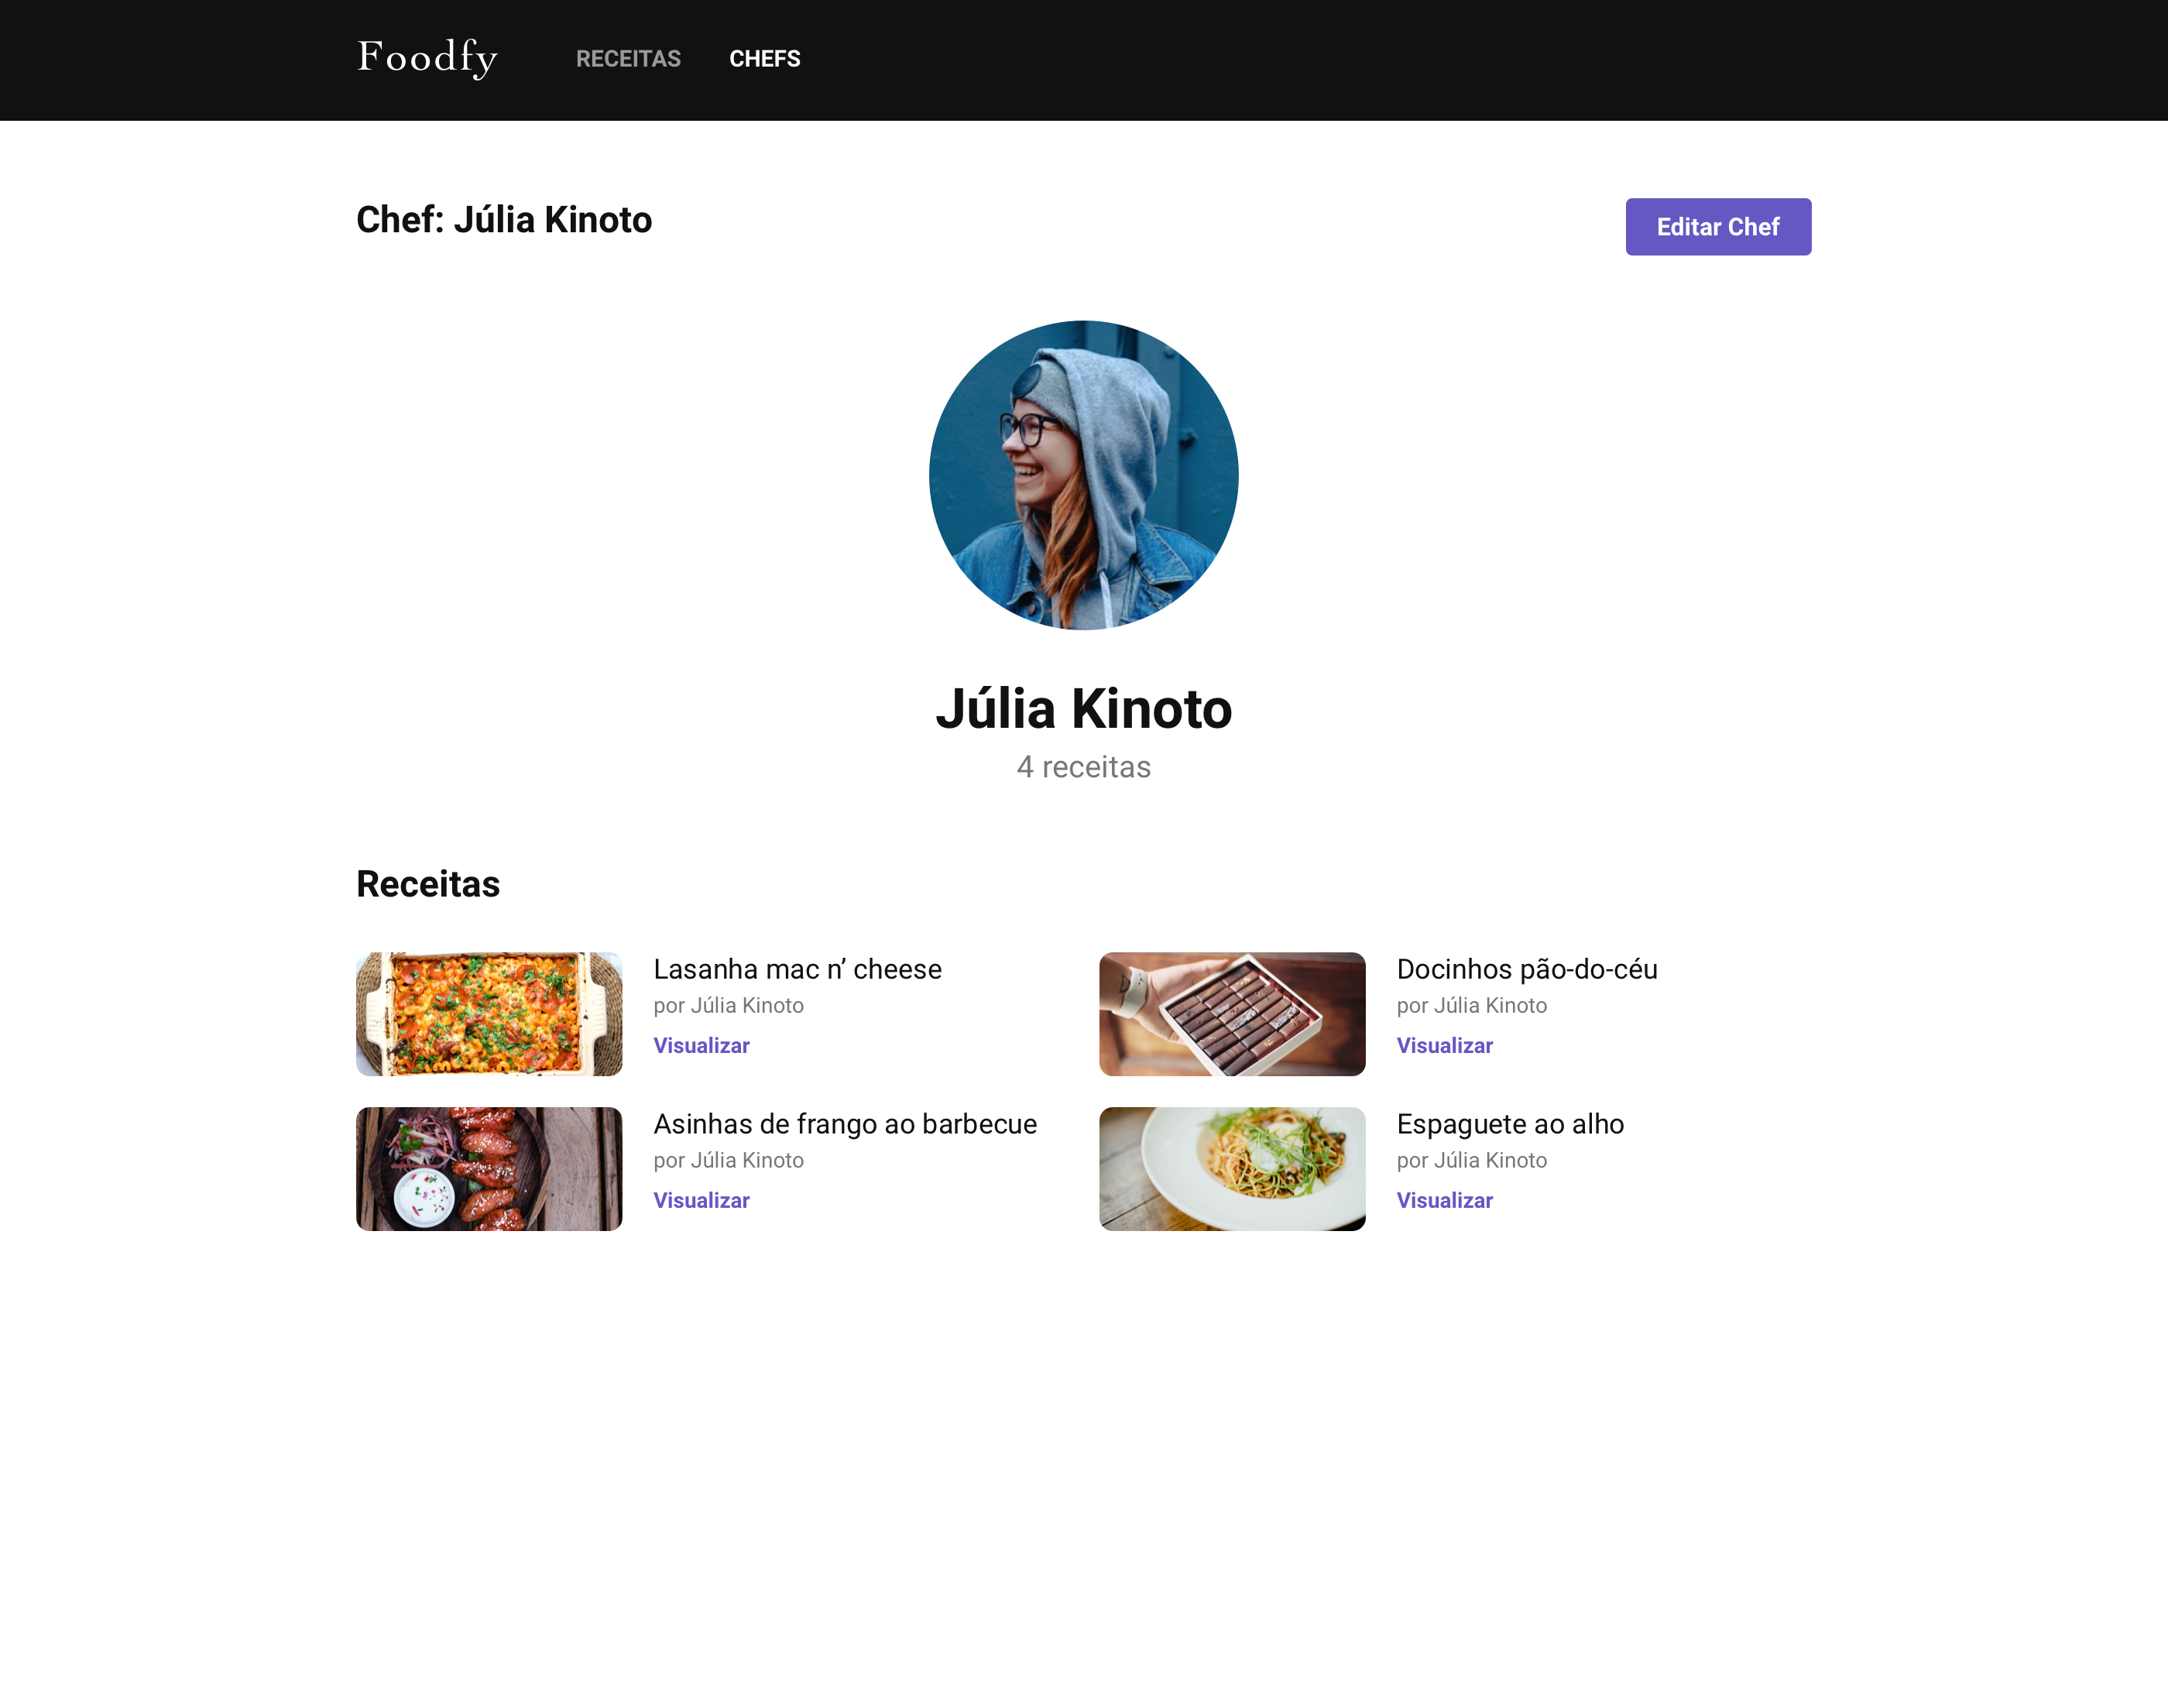 Foodfy
RECEITAS
CHEFS
Chef: Júlia Kinoto
Editar Chef
Júlia Kinoto
4 receitas
Receitas
Lasanha mac n’ cheese
por Júlia Kinoto
Visualizar
Docinhos pão-do-céu
por Júlia Kinoto
Visualizar
Asinhas de frango ao barbecue
por Júlia Kinoto
Visualizar
Espaguete ao alho
por Júlia Kinoto
Visualizar